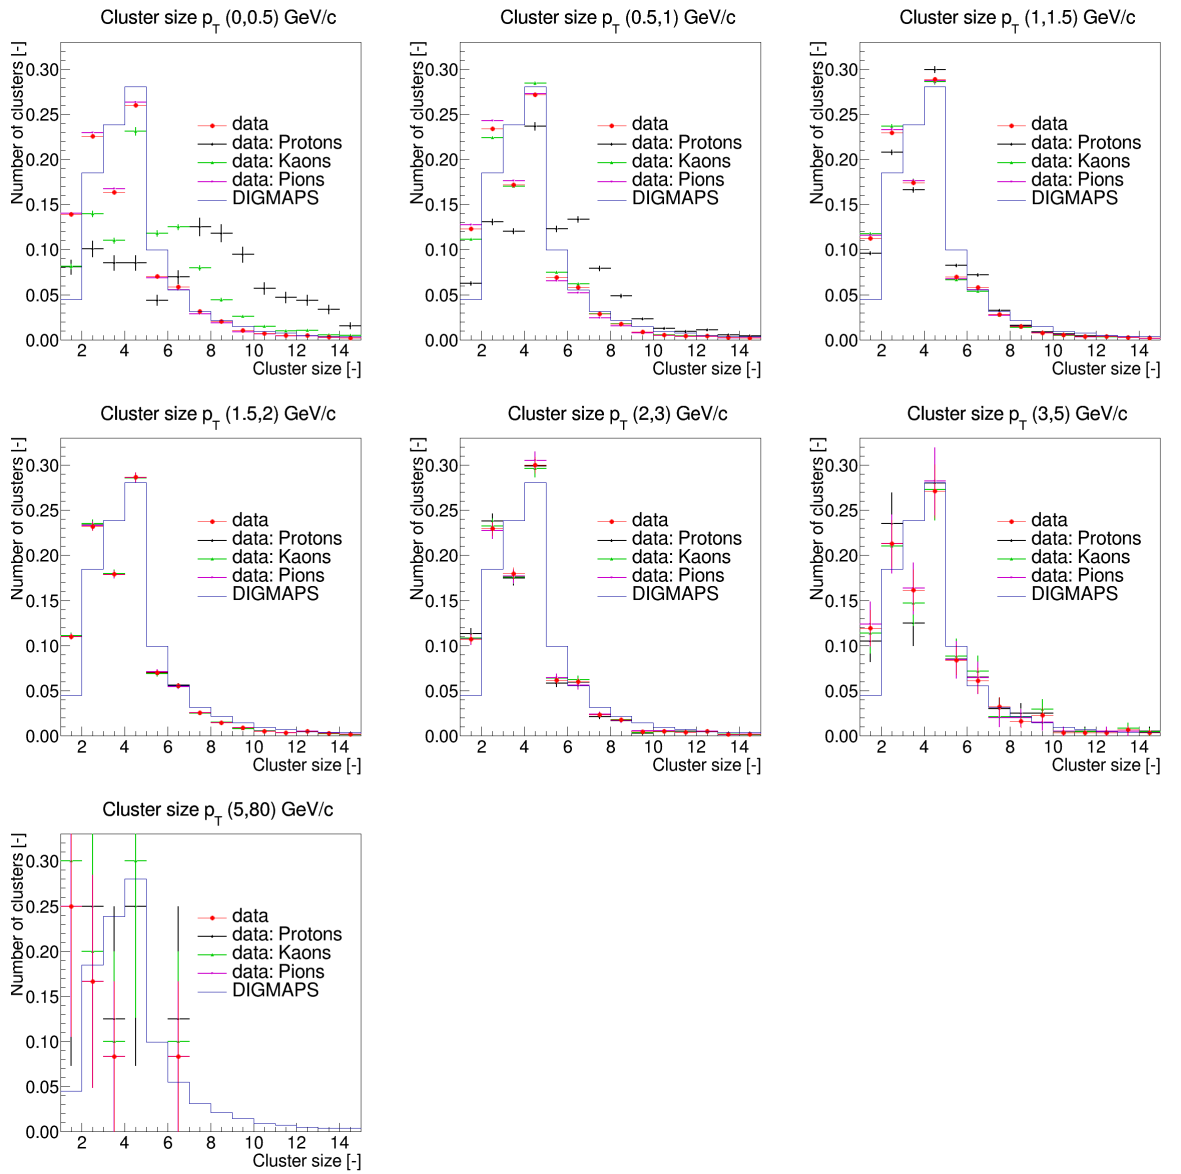 Cluster size p_T (0,0.5) GeV/c
Number of clusters [-]
0.30
0.25
0.20
0.15
0.10
0.05
0.00
data
data: Protons
data: Kaons
data: Pions
DIGMAPS
2 4 6 8 10 12 14
Cluster size [-]
Cluster size p_T (0.5,1) GeV/c
Number of clusters [-]
0.30
0.25
0.20
0.15
0.10
0.05
0.00
data
data: Protons
data: Kaons
data: Pions
DIGMAPS
2 4 6 8 10 12 14
Cluster size [-]
Cluster size p_T (1,1.5) GeV/c
Number of clusters [-]
0.30
0.25
0.20
0.15
0.10
0.05
0.00
data
data: Protons
data: Kaons
data: Pions
DIGMAPS
2 4 6 8 10 12 14
Cluster size [-]
Cluster size p_T (1.5,2) GeV/c
Number of clusters [-]
0.30
0.25
0.20
0.15
0.10
0.05
0.00
data
data: Protons
data: Kaons
data: Pions
DIGMAPS
2 4 6 8 10 12 14
Cluster size [-]
Cluster size p_T (2,3) GeV/c
Number of clusters [-]
0.30
0.25
0.20
0.15
0.10
0.05
0.00
data
data: Protons
data: Kaons
data: Pions
DIGMAPS
2 4 6 8 10 12 14
Cluster size [-]
Cluster size p_T (3,5) GeV/c
Number of clusters [-]
0.30
0.25
0.20
0.15
0.10
0.05
0.00
data
data: Protons
data: Kaons
data: Pions
DIGMAPS
2 4 6 8 10 12 14
Cluster size [-]
Cluster size p_T (5,80) GeV/c
Number of clusters [-]
0.30
0.25
0.20
0.15
0.10
0.05
0.00
data
data: Protons
data: Kaons
data: Pions
DIGMAPS
2 4 6 8 10 12 14
Cluster size [-]